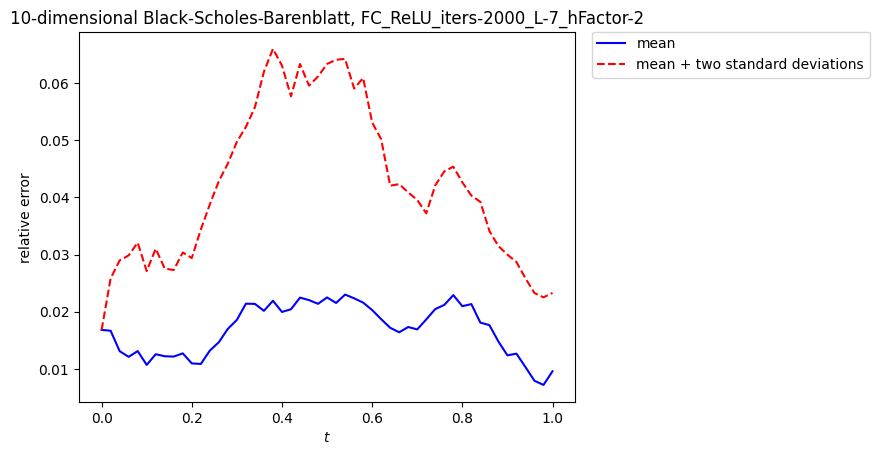 10-dimensional Black-Scholes-Barenblatt, FC_ReLU_iters-2000_L-7_hFactor-2
mean
mean + two standard deviations
relative error
0.06
0.05
0.04
0.03
0.02
0.01
0.0 0.2 0.4 0.6 0.8 1.0
t